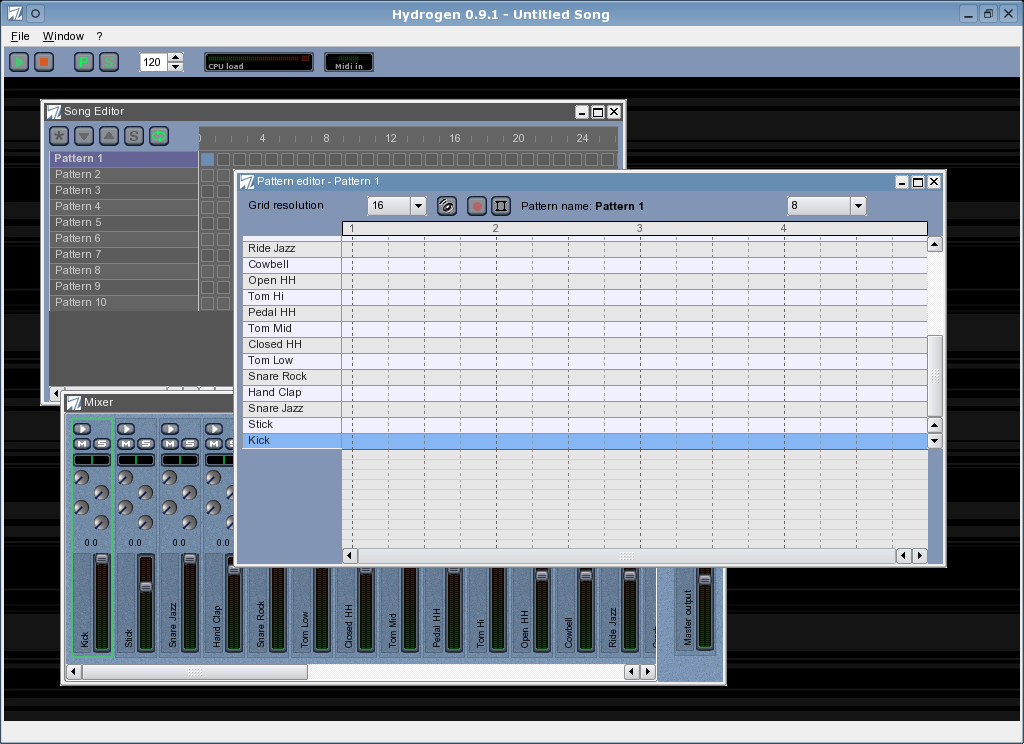 Hydrogen 0.9.1 - Untitled Song
File Window ?
P S 120 CPU load Midi in
Song Editor
S 4 8 12 16 20 24
Pattern 1
Pattern 2
Pattern 3
Pattern 4
Pattern 5
Pattern 6
Pattern 7
Pattern 8
Pattern 9
Pattern 10
Pattern editor - Pattern 1
Grid resolution 16 Pattern name: Pattern 1 8
1 2 3 4
Ride Jazz
Cowbell
Open HH
Tom Hi
Pedal HH
Tom Mid
Closed HH
Tom Low
Snare Rock
Hand Clap
Snare Jazz
Stick
Kick
Mixer
M S M S M S M
0.0 0.0 0.0 0.0
Kick
Stick
Snare Jazz
Hand Clap
Snare Rock
Tom Low
Closed HH
Tom Mid
Pedal HH
Tom Hi
Open HH
Cowbell
Ride Jazz
Master output